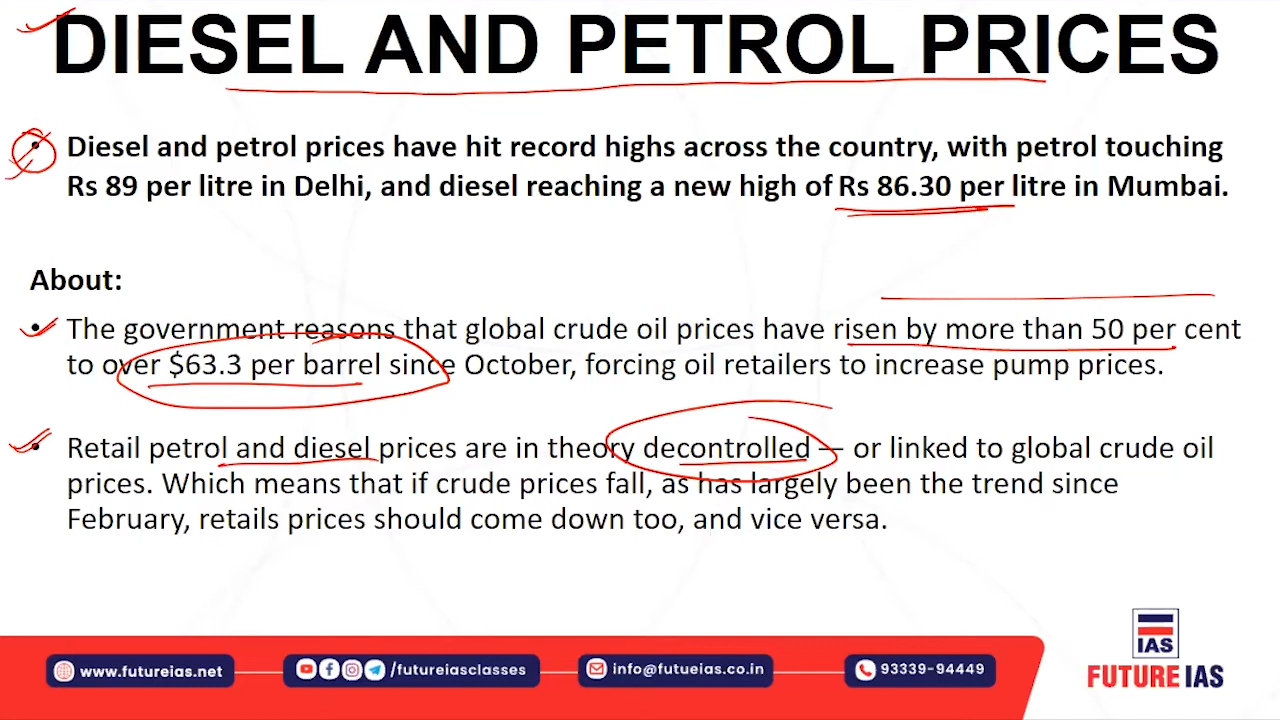 DIESEL AND PETROL PRICES
• Diesel and petrol prices have hit record highs across the country, with petrol touching
Rs 89 per litre in Delhi, and diesel reaching a new high of Rs 86.30 per litre in Mumbai.
About:
• The government reasons that global crude oil prices have risen by more than 50 per cent
to over $63.3 per barrel since October, forcing oil retailers to increase pump prices.
• Retail petrol and diesel prices are in theory decontrolled — or linked to global crude oil
prices. Which means that if crude prices fall, as has largely been the trend since
February, retails prices should come down too, and vice versa.
www.futureias.net
/futureiasclasses
info@futueias.co.in
93339-94449
IAS
FUTURE IAS